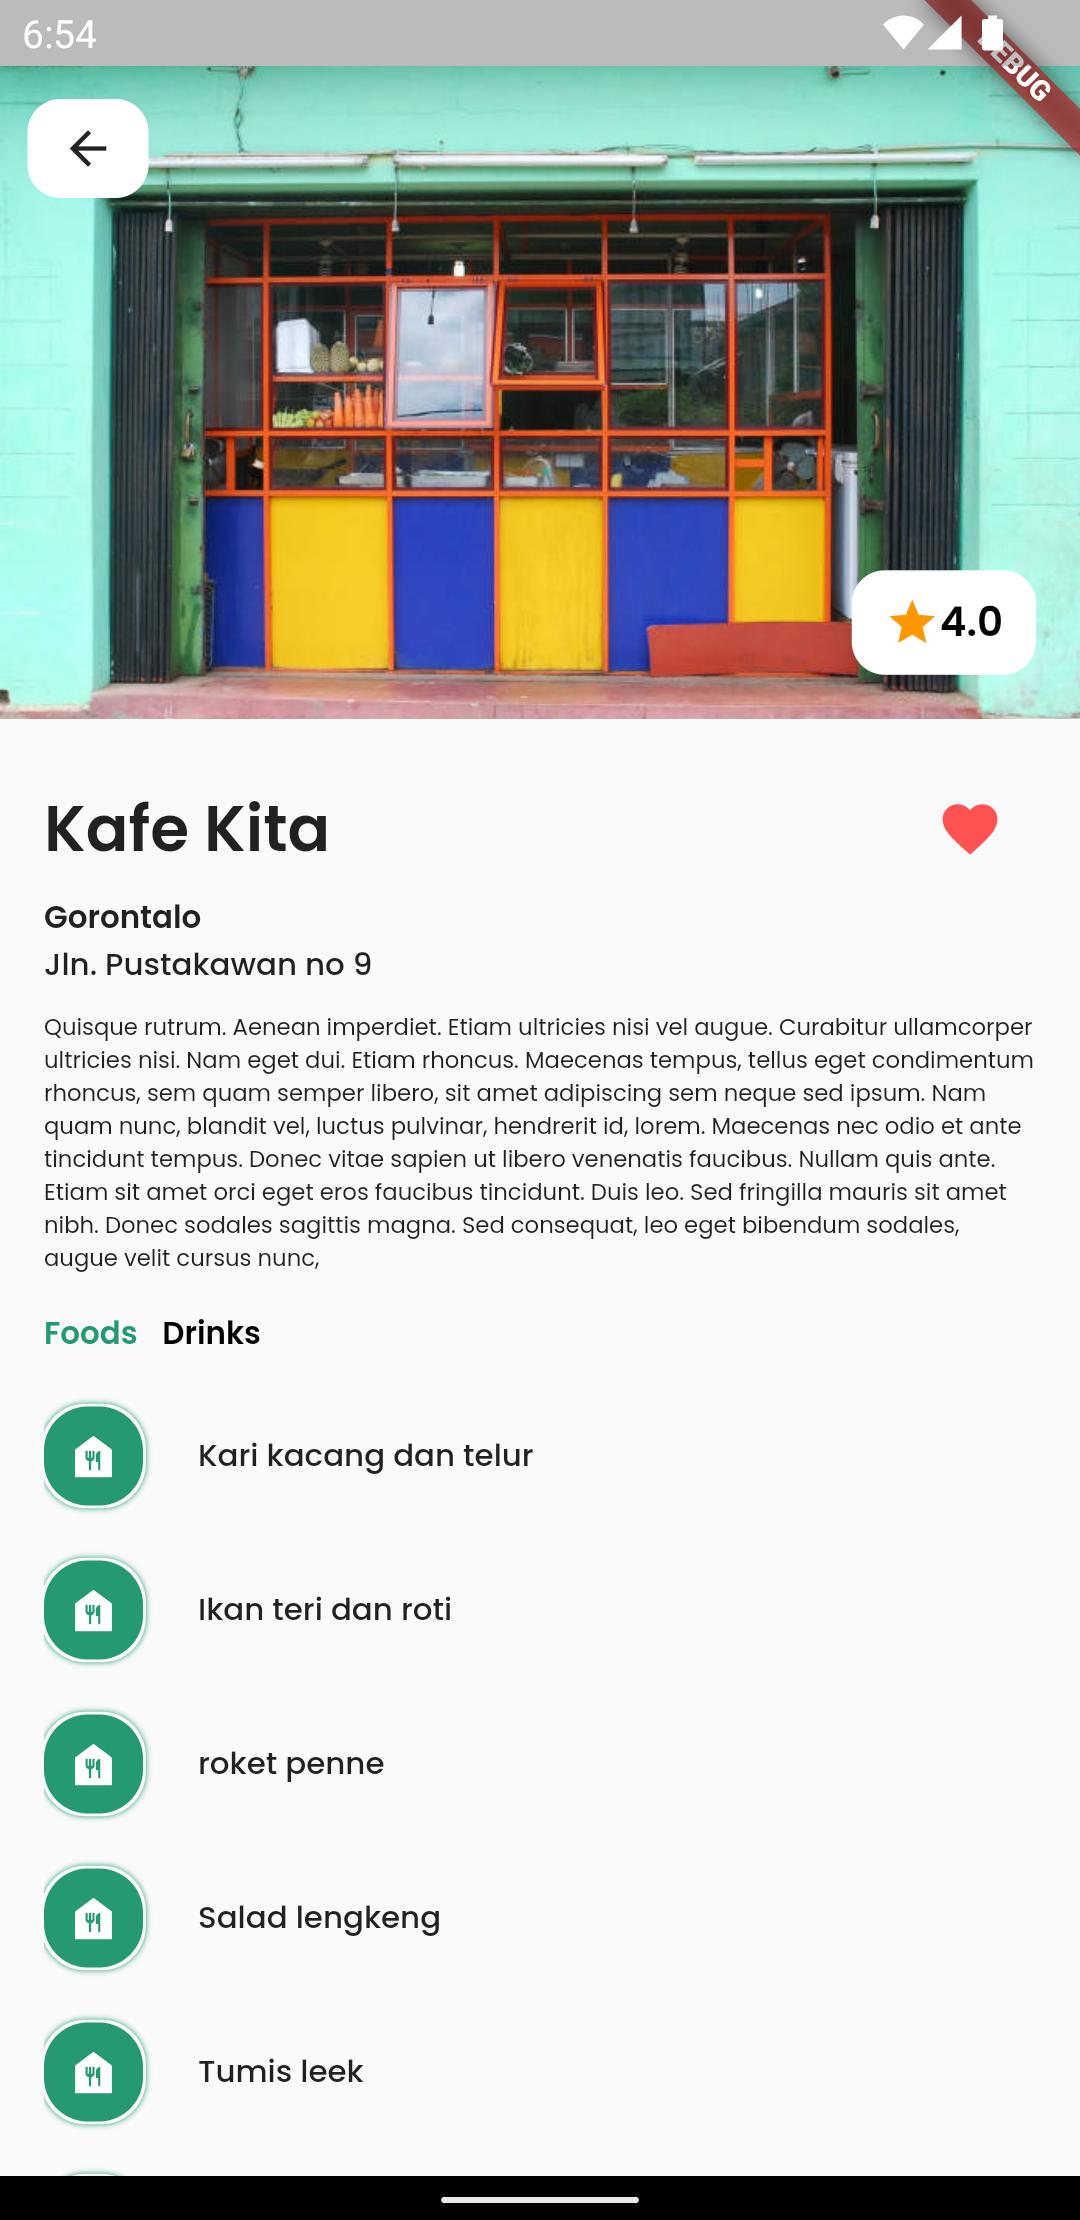 6:54
DEBUG
4.0
Kafe Kita
Gorontalo
Jln. Pustakawan no 9
Quisque rutrum. Aenean imperdiet. Etiam ultricies nisi vel augue. Curabitur ullamcorper
ultricies nisi. Nam eget dui. Etiam rhoncus. Maecenas tempus, tellus eget condimentum
rhoncus, sem quam semper libero, sit amet adipiscing sem neque sed ipsum. Nam
quam nunc, blandit vel, luctus pulvinar, hendrerit id, lorem. Maecenas nec odio et ante
tincidunt tempus. Donec vitae sapien ut libero venenatis faucibus. Nullam quis ante.
Etiam sit amet orci eget eros faucibus tincidunt. Duis leo. Sed fringilla mauris sit amet
nibh. Donec sodales sagittis magna. Sed consequat, leo eget bibendum sodales,
augue velit cursus nunc,
Foods Drinks
Kari kacang dan telur
Ikan teri dan roti
roket penne
Salad lengkeng
Tumis leek